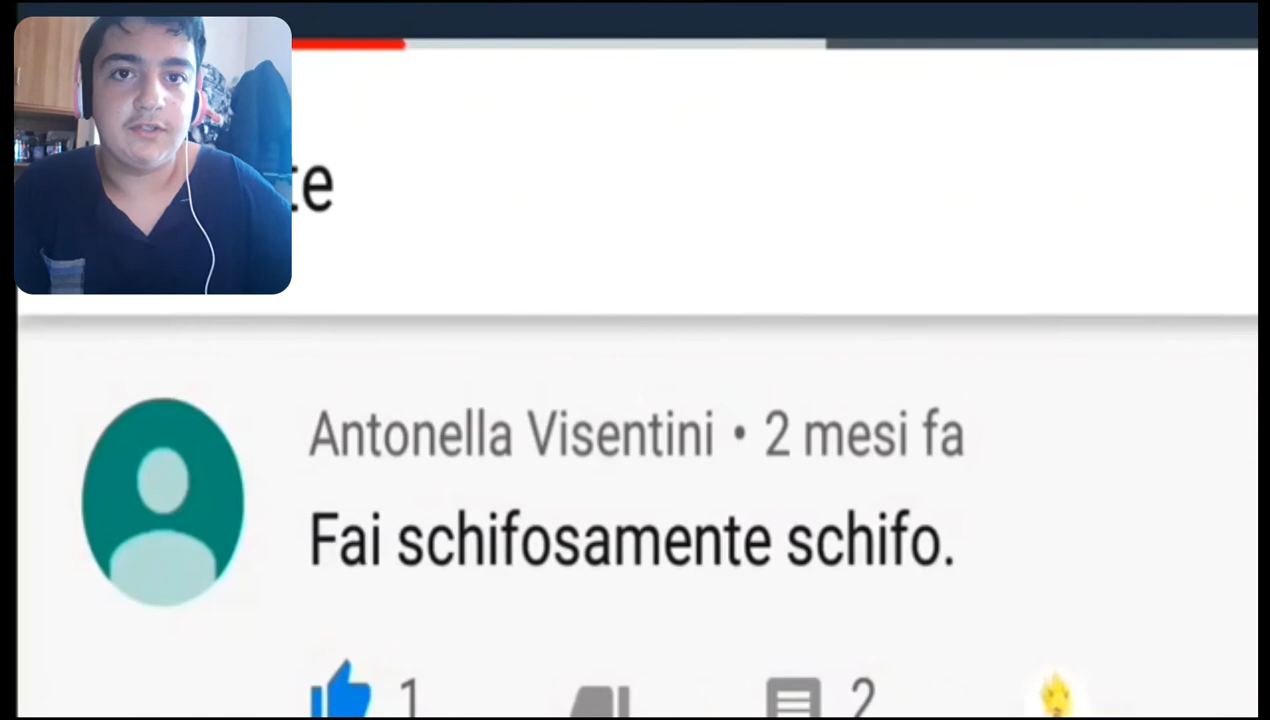 te
Antonella Visentini • 2 mesi fa
Fai schifosamente schifo.
1 2